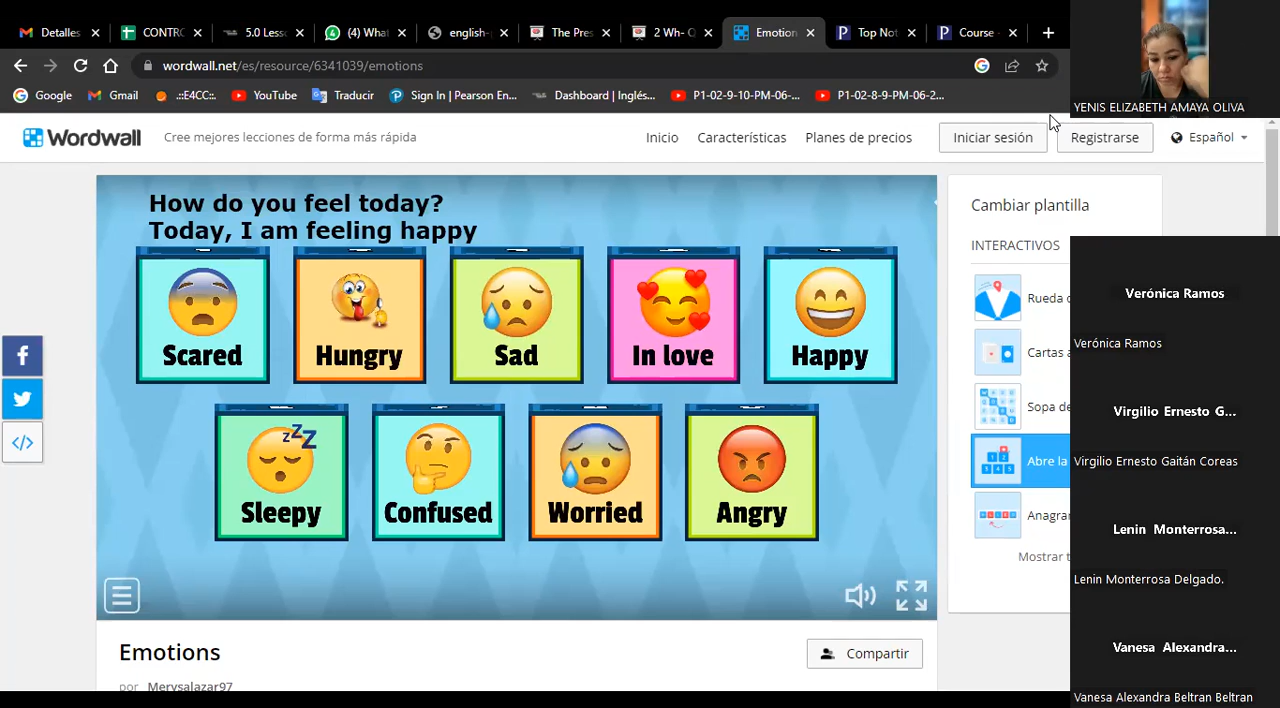 Detalles
CONTRO
5.0 Less
(4) What
english-
The Pres
2 Wh- Q
Emotion
Top Not
Course -
wordwall.net/es/resource/6341039/emotions
Google
Gmail
.::E4CC::.
YouTube
Traducir
Sign In | Pearson En...
Dashboard | Inglés,...
P1-02-9-10-PM-06-...
P1-02-8-9-PM-06-2...
YENIS ELIZABETH AMAYA OLIVA
Wordwall
Cree mejores lecciones de forma más rápida
Inicio
Características
Planes de precios
Iniciar sesión
Registrarse
Español
How do you feel today?
Today, I am feeling happy
Scared
Hungry
Sad
In love
Happy
Sleepy
Confused
Worried
Angry
Cambiar plantilla
INTERACTIVOS
Rueda
Cartas a
Sopa de
Abre la
Anagra
Mostrar t
Verónica Ramos
Verónica Ramos
Virgilio Ernesto G...
Virgilio Ernesto Gaitán Coreas
Lenin Monterrosa...
Lenin Monterrosa Delgado.
Vanesa Alexandra...
Vanesa Alexandra Beltran Beltran
Emotions
Compartir
por Merysalazar97